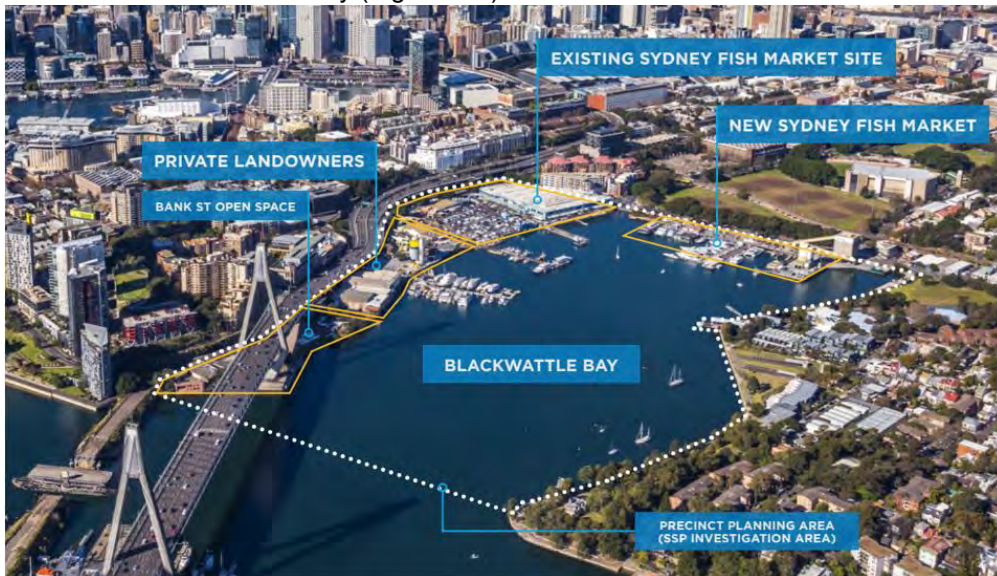 EXISTING SYDNEY FISH MARKET SITE
NEW SYDNEY FISH MARKET
PRIVATE LANDOWNERS
BANK ST OPEN SPACE
BLACKWATTLE BAY
PRECINCT PLANNING AREA
(SSP INVESTIGATION AREA)